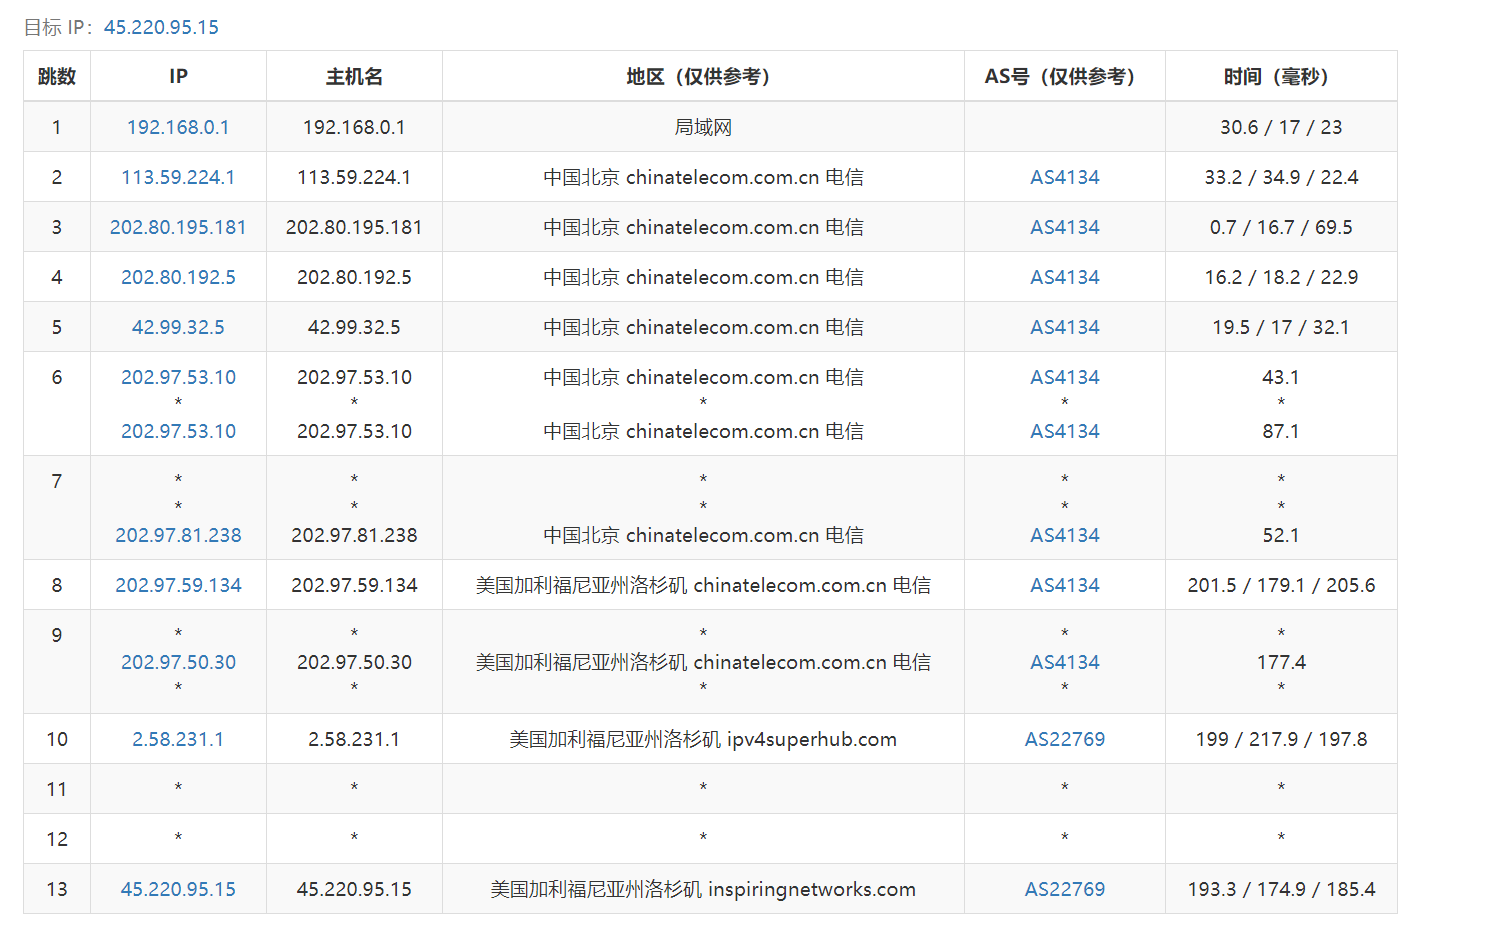 目标 IP：45.220.95.15
跳数 IP 主机名 地区（仅供参考） AS号（仅供参考） 时间（毫秒）
1 192.168.0.1 192.168.0.1 局域网 30.6 / 17 / 23
2 113.59.224.1 113.59.224.1 中国北京 chinatelecom.com.cn 电信 AS4134 33.2 / 34.9 / 22.4
3 202.80.195.181 202.80.195.181 中国北京 chinatelecom.com.cn 电信 AS4134 0.7 / 16.7 / 69.5
4 202.80.192.5 202.80.192.5 中国北京 chinatelecom.com.cn 电信 AS4134 16.2 / 18.2 / 22.9
5 42.99.32.5 42.99.32.5 中国北京 chinatelecom.com.cn 电信 AS4134 19.5 / 17 / 32.1
6 202.97.53.10 202.97.53.10 中国北京 chinatelecom.com.cn 电信 AS4134 43.1
* * * * *
202.97.53.10 202.97.53.10 中国北京 chinatelecom.com.cn 电信 AS4134 87.1
7 * * * * *
* * * * *
202.97.81.238 202.97.81.238 中国北京 chinatelecom.com.cn 电信 AS4134 52.1
8 202.97.59.134 202.97.59.134 美国加利福尼亚州洛杉矶 chinatelecom.com.cn 电信 AS4134 201.5 / 179.1 / 205.6
9 * * * * *
202.97.50.30 202.97.50.30 美国加利福尼亚州洛杉矶 chinatelecom.com.cn 电信 AS4134 177.4
* * * * *
10 2.58.231.1 2.58.231.1 美国加利福尼亚州洛杉矶 ipv4superhub.com AS22769 199 / 217.9 / 197.8
11 * * * * *
12 * * * * *
13 45.220.95.15 45.220.95.15 美国加利福尼亚州洛杉矶 inspiringnetworks.com AS22769 193.3 / 174.9 / 185.4